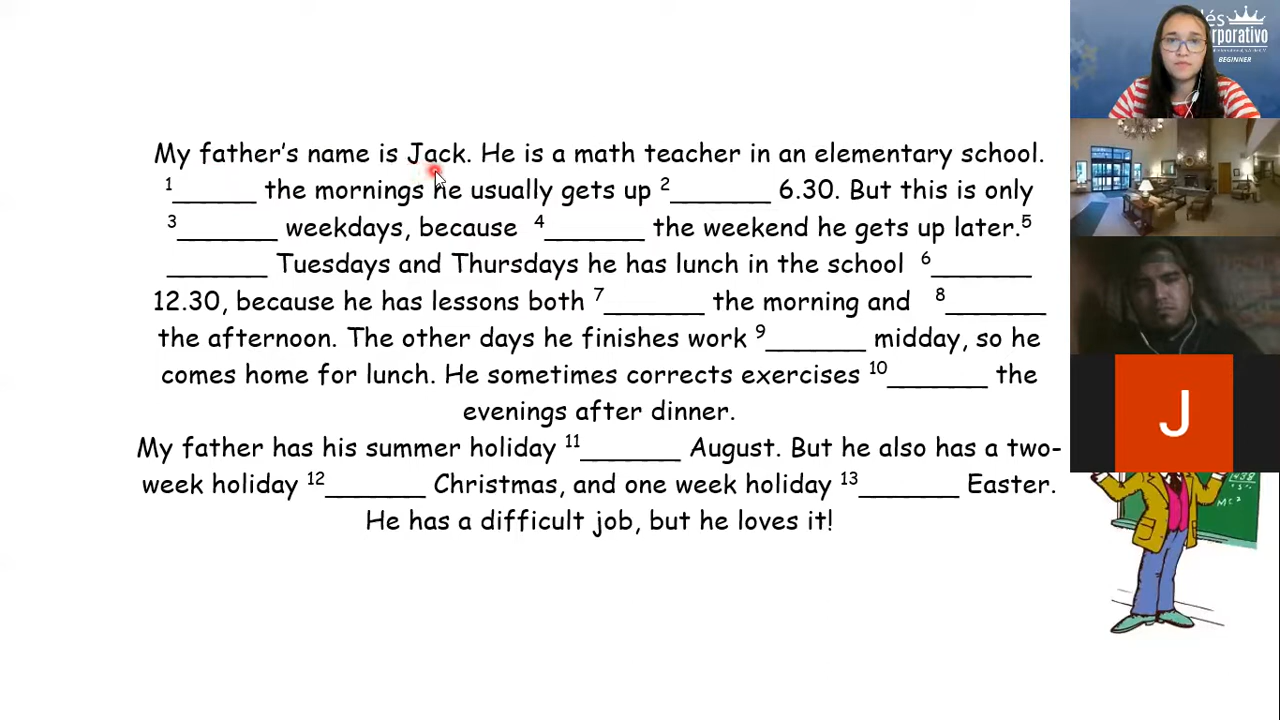 My father's name is Jack. He is a math teacher in an elementary school.
1______ the mornings he usually gets up 2_______ 6.30. But this is only
3_______ weekdays, because 4_______ the weekend he gets up later.5
_______ Tuesdays and Thursdays he has lunch in the school 6_______
12.30, because he has lessons both 7_______ the morning and 8_______
the afternoon. The other days he finishes work 9_______ midday, so he
comes home for lunch. He sometimes corrects exercises 10_______ the
evenings after dinner.
My father has his summer holiday 11_______ August. But he also has a two-
week holiday 12_______ Christmas, and one week holiday 13_______ Easter.
He has a difficult job, but he loves it!
és
rporativo
BEGINNER
J